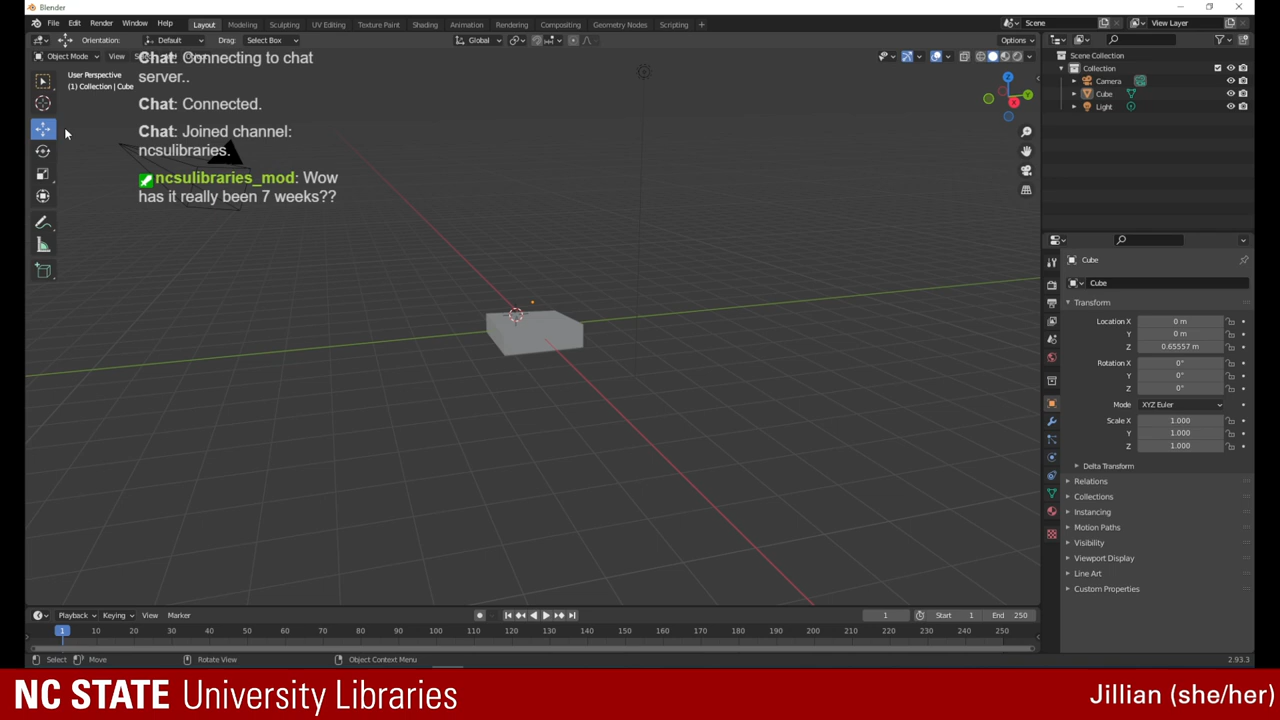 Blender
File Edit Render Window Help Layout Modeling Sculpting UV Editing Texture Paint Shading Animation Rendering Compositing Geometry Nodes Scripting + Scene View Layer
Orientation: Default Drag: Select Box Global Options
Object Mode View
User Perspective
(1) Collection | Cube
Chat: Connecting to chat
server..
Chat: Connected.
Chat: Joined channel:
ncsulibraries.
ncsulibraries_mod: Wow
has it really been 7 weeks??
Z
Y
X
Scene Collection
Collection
Camera
Cube
Light
Cube
Cube
Transform
Location X 0 m
Y 0 m
Z 0.65557 m
Rotation X 0°
Y 0°
Z 0°
Mode XYZ Euler
Scale X 1.000
Y 1.000
Z 1.000
Delta Transform
Relations
Collections
Instancing
Motion Paths
Visibility
Viewport Display
Line Art
Custom Properties
Playback Keying View Marker 1 Start 1 End 250
1 10 20 30 40 50 60 70 80 90 100 110 120 130 140 150 160 170 180 190 200 210 220 230 240 250
Select Move Rotate View Object Context Menu 2.93.3
NC STATE University Libraries
Jillian (she/her)